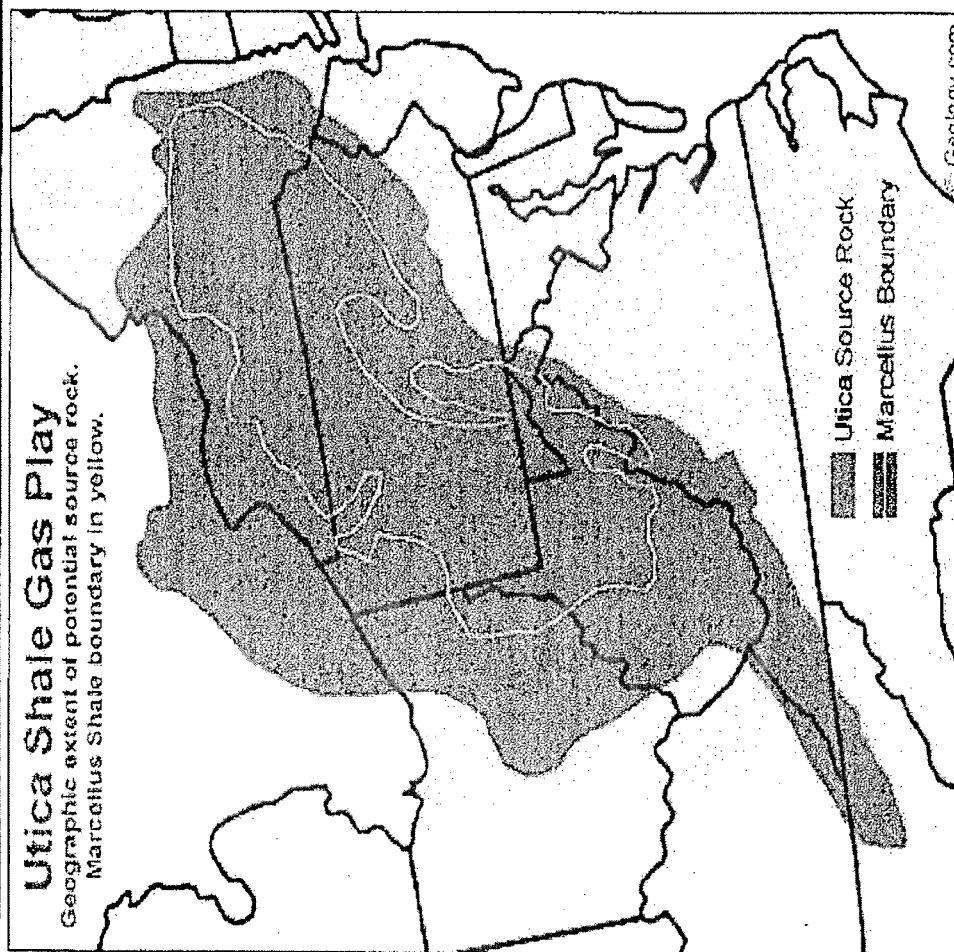 Utica Shale Gas Play
Geographic extent of potential source rock.
Marcellus Shale boundary in yellow.
Utica Source Rock
Marcellus Boundary
© Geology.com